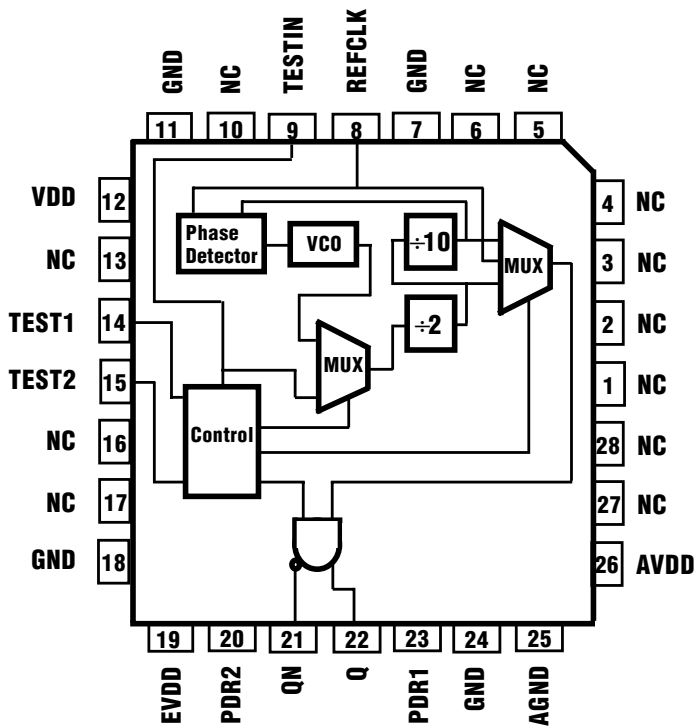 GND NC TESTIN REFCLK GND NC NC
11 10 9 8 7 6 5
VDD 12
NC 13
TEST1 14
TEST2 15
NC 16
NC 17
GND 18
4 NC
3 NC
2 NC
1 NC
28 NC
27 NC
26 AVDD
Phase
Detector
VCO
÷10
MUX
÷2
MUX
Control
19 20 21 22 23 24 25
EVDD PDR2 QN Q PDR1 GND AGND